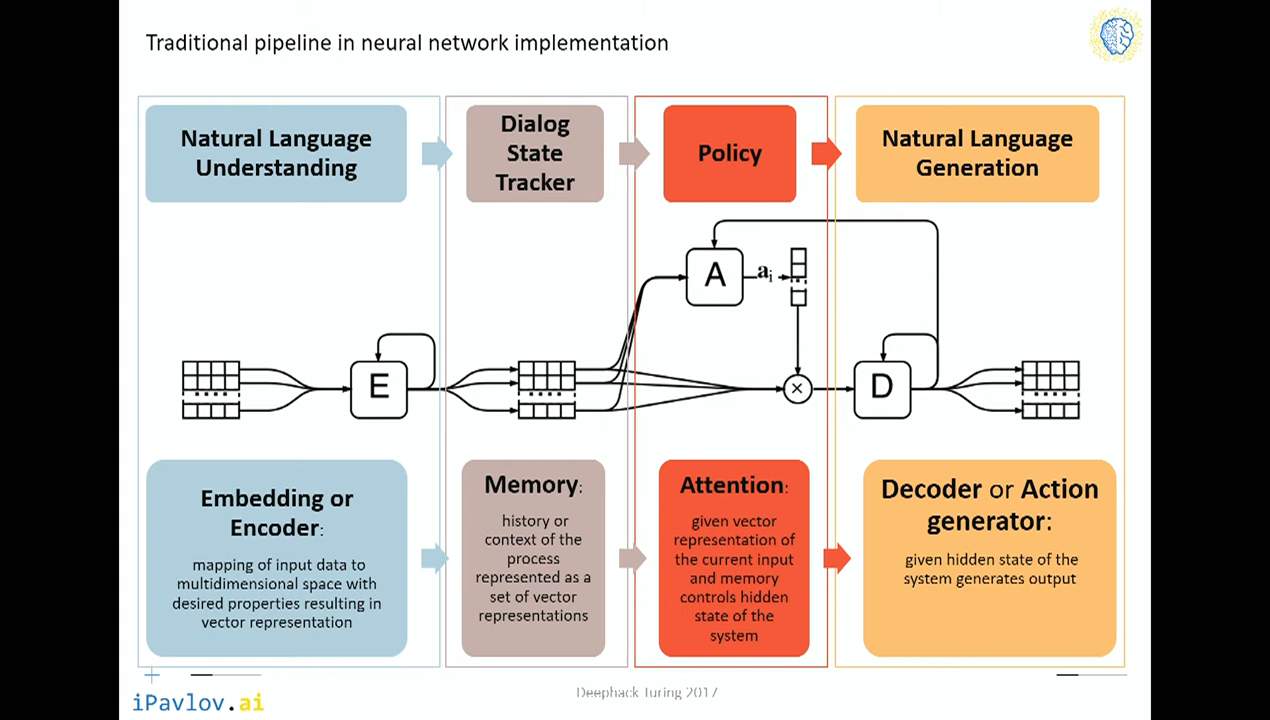 Traditional pipeline in neural network implementation
Natural Language
Understanding
Dialog
State
Tracker
Policy
Natural Language
Generation
A
ai
E
×
D
Embedding or
Encoder:
mapping of input data to
multidimensional space with
desired properties resulting in
vector representation
Memory:
history or
context of the
process
represented as a
set of vector
representations
Attention:
given vector
representation of
the current input
and memory
controls hidden
state of the
system
Decoder or Action
generator:
given hidden state of the
system generates output
iPavlov.ai
Deephack Turing 2017